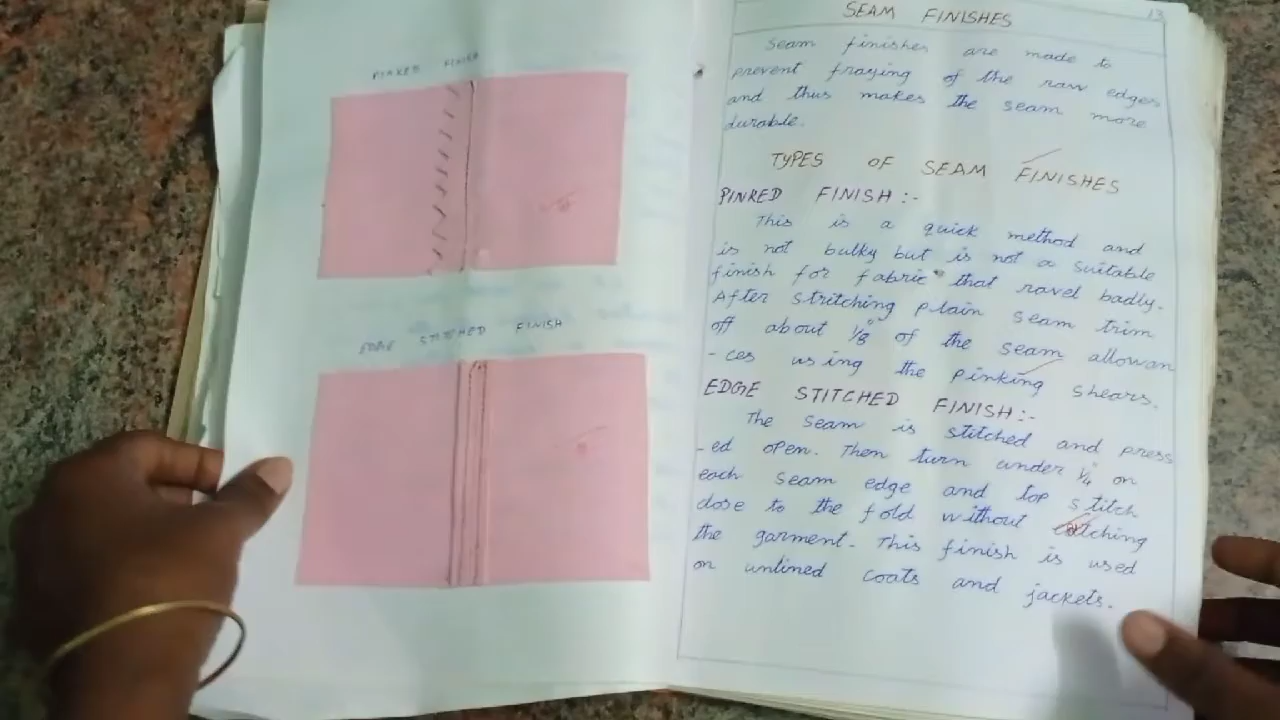 PINKED FINISH
EDGE STITCHED FINISH
SEAM FINISHES
13
Seam finishes are made to
prevent fraying of the raw edges
and thus makes the seam more
durable.
TYPES OF SEAM FINISHES
PINKED FINISH :-
This is a quick method and
is not bulky but is not a suitable
finish for fabric that ravel badly.
After stritching plain seam trim
off about 1/8" of the seam allowan
- ces using the pinking shears.
EDGE STITCHED FINISH :-
The seam is stitched and press
- ed open. Then turn under 1/4" on
each seam edge and top stitch
close to the fold without catching
the garment. This finish is used
on unlined coats and jackets.